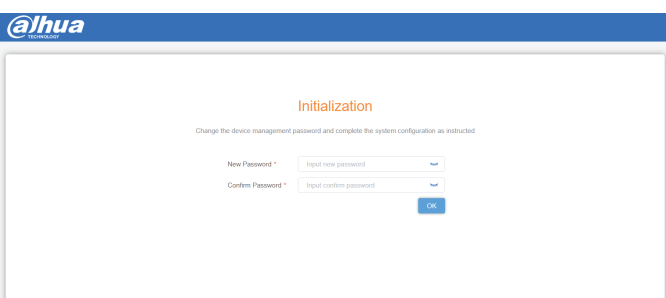 alhua
TECHNOLOGY
Initialization
Change the device management password and complete the system configuration as instructed
New Password * Input new password
Confirm Password * Input confirm password
OK